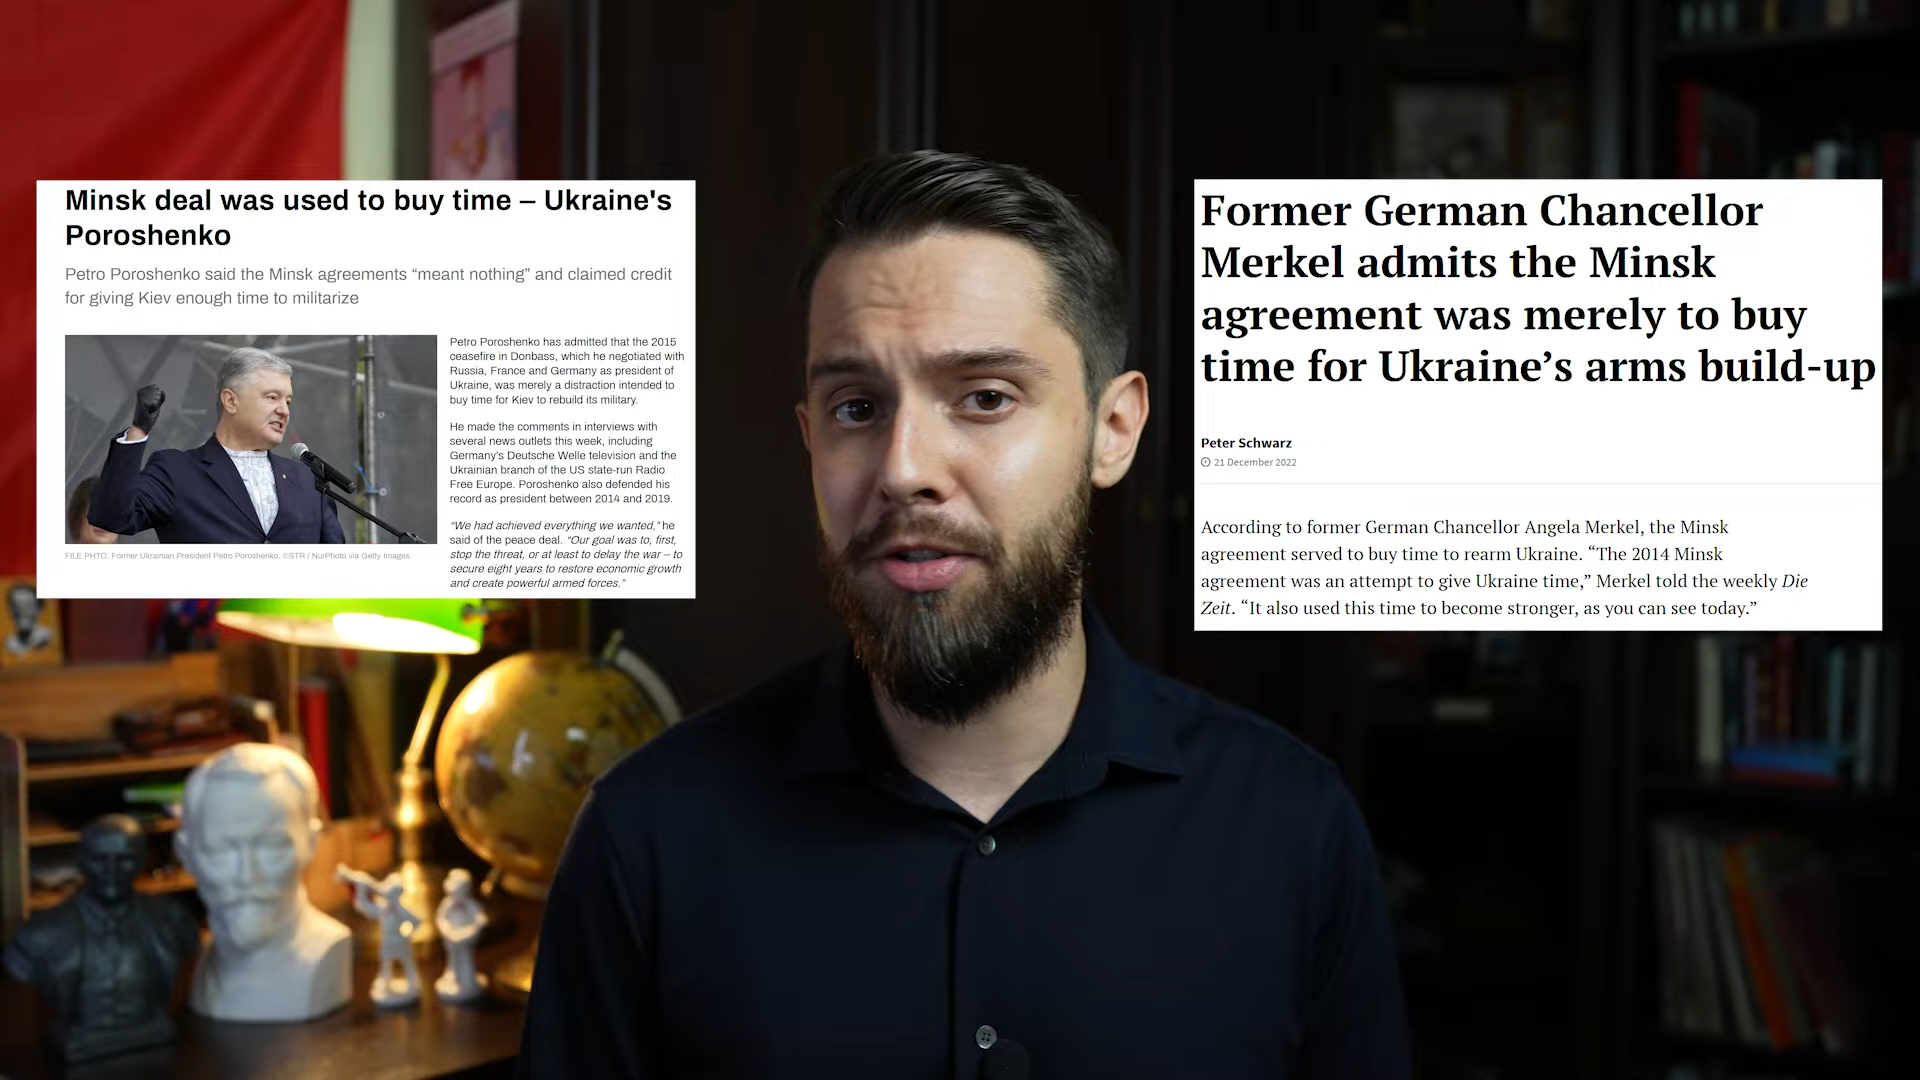 Minsk deal was used to buy time – Ukraine's
Poroshenko
Petro Poroshenko said the Minsk agreements “meant nothing” and claimed credit
for giving Kiev enough time to militarize
Petro Poroshenko has admitted that the 2015
ceasefire in Donbass, which he negotiated with
Russia, France and Germany as president of
Ukraine, was merely a distraction intended to
buy time for Kiev to rebuild its military.
He made the comments in interviews with
several news outlets this week, including
Germany's Deutsche Welle television and the
Ukrainian branch of the US state-run Radio
Free Europe. Poroshenko also defended his
record as president between 2014 and 2019.
“We had achieved everything we wanted,” he
said of the peace deal. “Our goal was to, first,
stop the threat, or at least to delay the war – to
secure eight years to restore economic growth
and create powerful armed forces.”
FILE PHTO. Former Ukrainian President Petro Poroshenko. ©STR / NurPhoto via Getty Images
Former German Chancellor
Merkel admits the Minsk
agreement was merely to buy
time for Ukraine’s arms build-up
Peter Schwarz
21 December 2022
According to former German Chancellor Angela Merkel, the Minsk
agreement served to buy time to rearm Ukraine. “The 2014 Minsk
agreement was an attempt to give Ukraine time,” Merkel told the weekly Die
Zeit. “It also used this time to become stronger, as you can see today.”